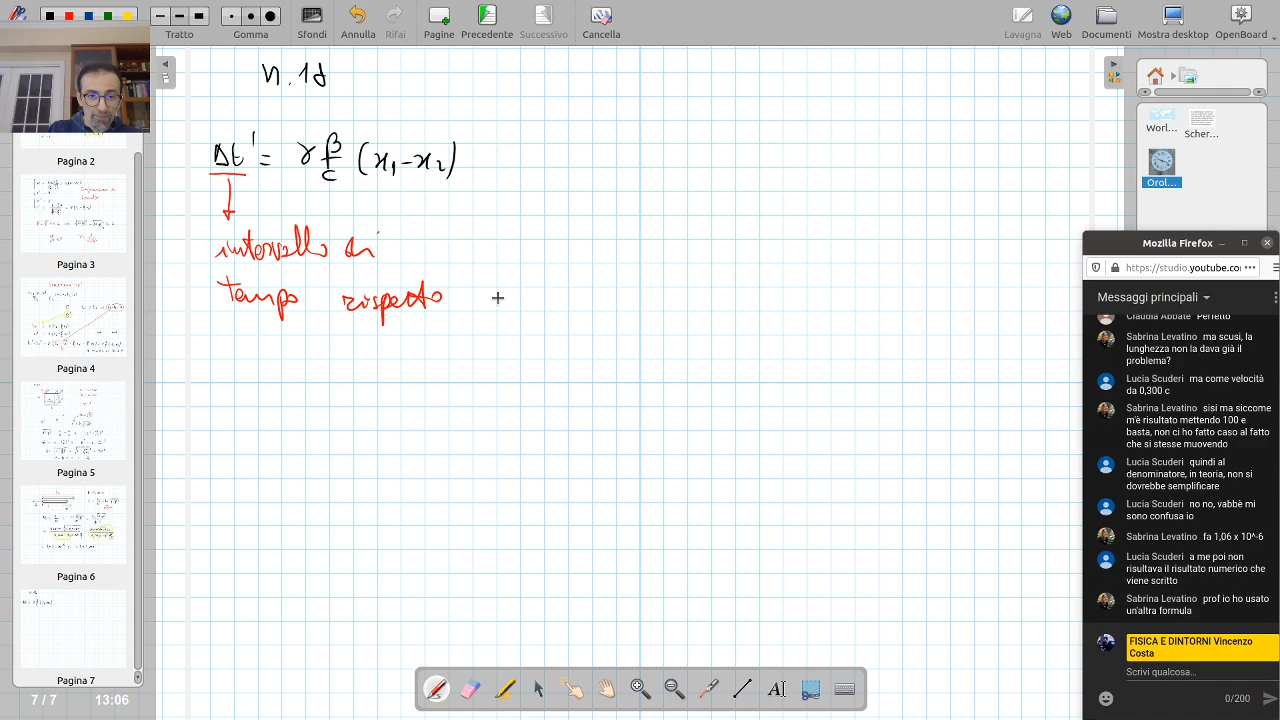 Tratto
Gomma
Sfondi
Annulla
Rifai
Pagine
Precedente
Successivo
Cancella
Lavagna
Web
Documenti
Mostra desktop
OpenBoard
n. 1d
Δt' = γ β/c (x₁-x₂)
intervallo di
tempo rispetto
Pagina 2
Pagina 3
Pagina 4
Pagina 5
Pagina 6
Pagina 7
7 / 7
13:06
Worl...
Scher...
Orol...
Mozilla Firefox
https://studio.youtube.co
Messaggi principali
Claudia Abbate Perfetto
Sabrina Levatino ma scusi, la
lunghezza non la dava già il
problema?
Lucia Scuderi ma come velocità
da 0,300 c
Sabrina Levatino sisi ma siccome
m'è risultato mettendo 100 e
basta, non ci ho fatto caso al fatto
che si stesse muovendo
Lucia Scuderi quindi al
denominatore, in teoria, non si
dovrebbe semplificare
Lucia Scuderi no no, vabbè mi
sono confusa io
Sabrina Levatino fa 1,06 x 10^-6
Lucia Scuderi a me poi non
risultava il risultato numerico che
viene scritto
Sabrina Levatino prof io ho usato
un'altra formula
FISICA E DINTORNI Vincenzo
Costa
Scrivi qualcosa...
0/200